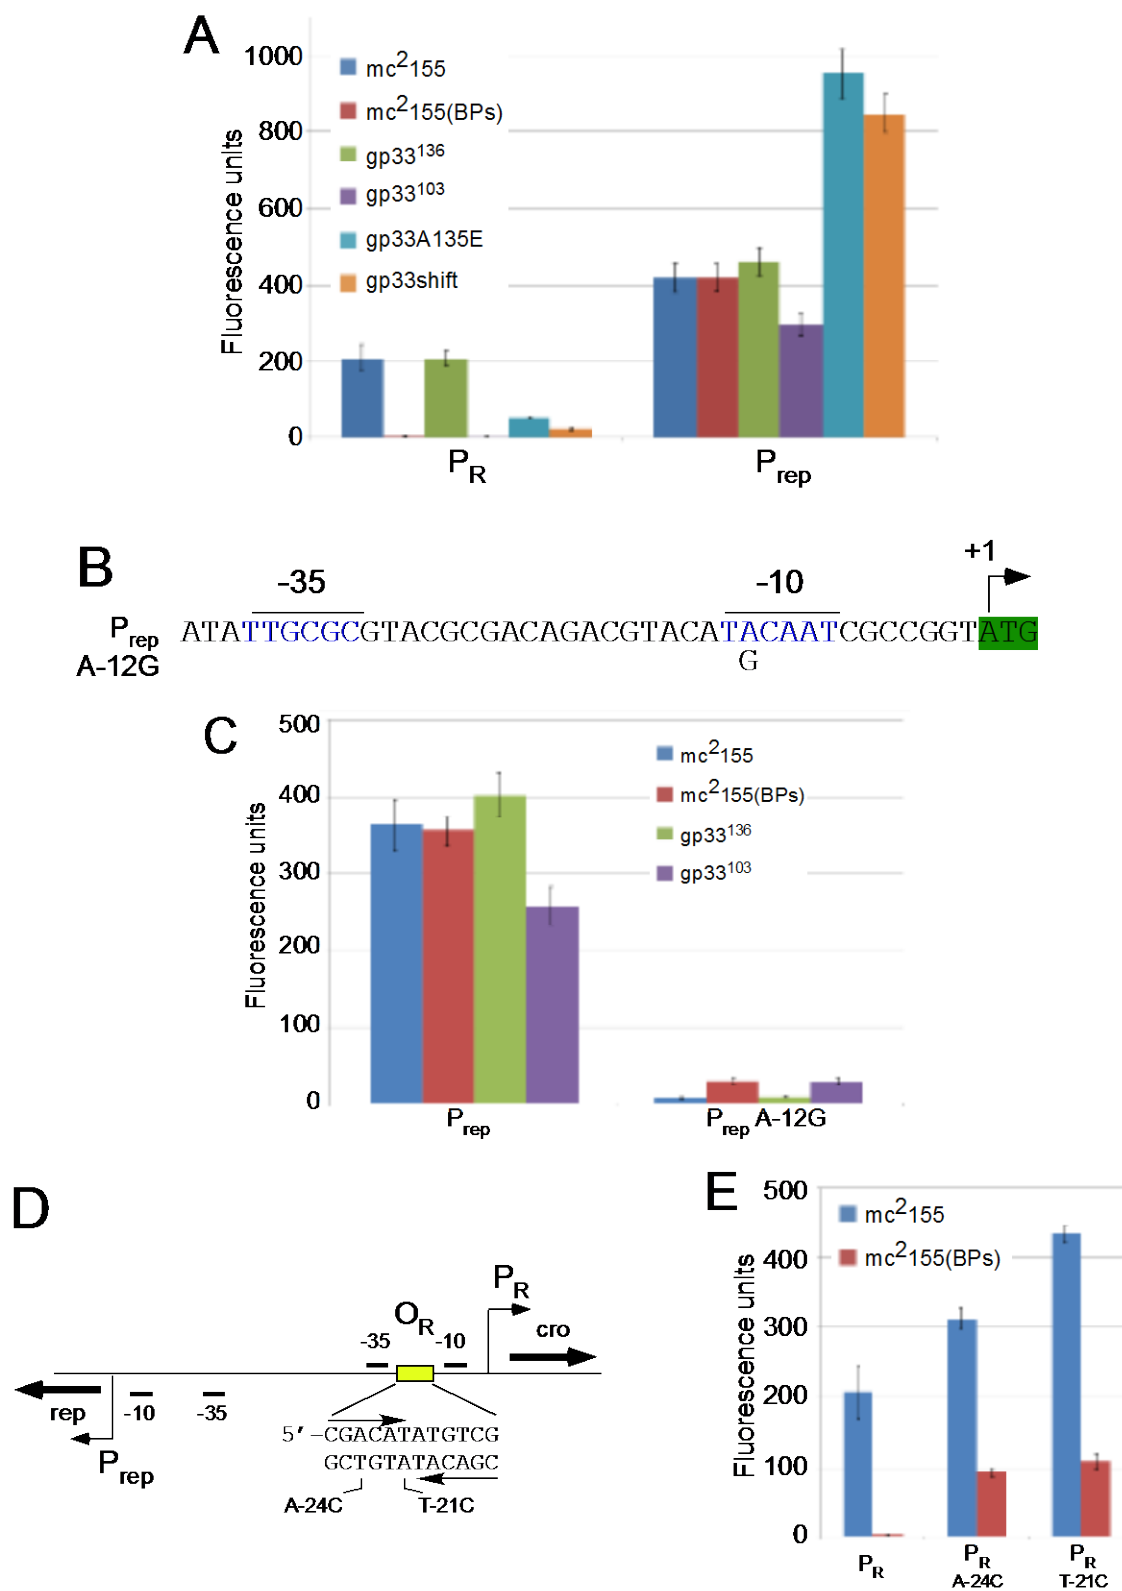 A
1000
800
600
400
200
0
Fluorescence units
mc2155
mc2155(BPs)
gp33136
gp33103
gp33A135E
gp33shift
PR
Prep
B
+1
-35
-10
Prep ATATTGCGCGTACGCGACAGACGTACATACAATCGCCGGTATG
A-12G G
C
500
400
300
200
100
0
Fluorescence units
mc2155
mc2155(BPs)
gp33136
gp33103
Prep
Prep A-12G
D
PR
OR
-35
-10
cro
rep
-10
-35
Prep
5′ –CGACATATGTCG
GCTGTATACAGC
A-24C
T-21C
E
500
400
300
200
100
0
Fluorescence units
mc2155
mc2155(BPs)
PR
PR
A-24C
PR
T-21C